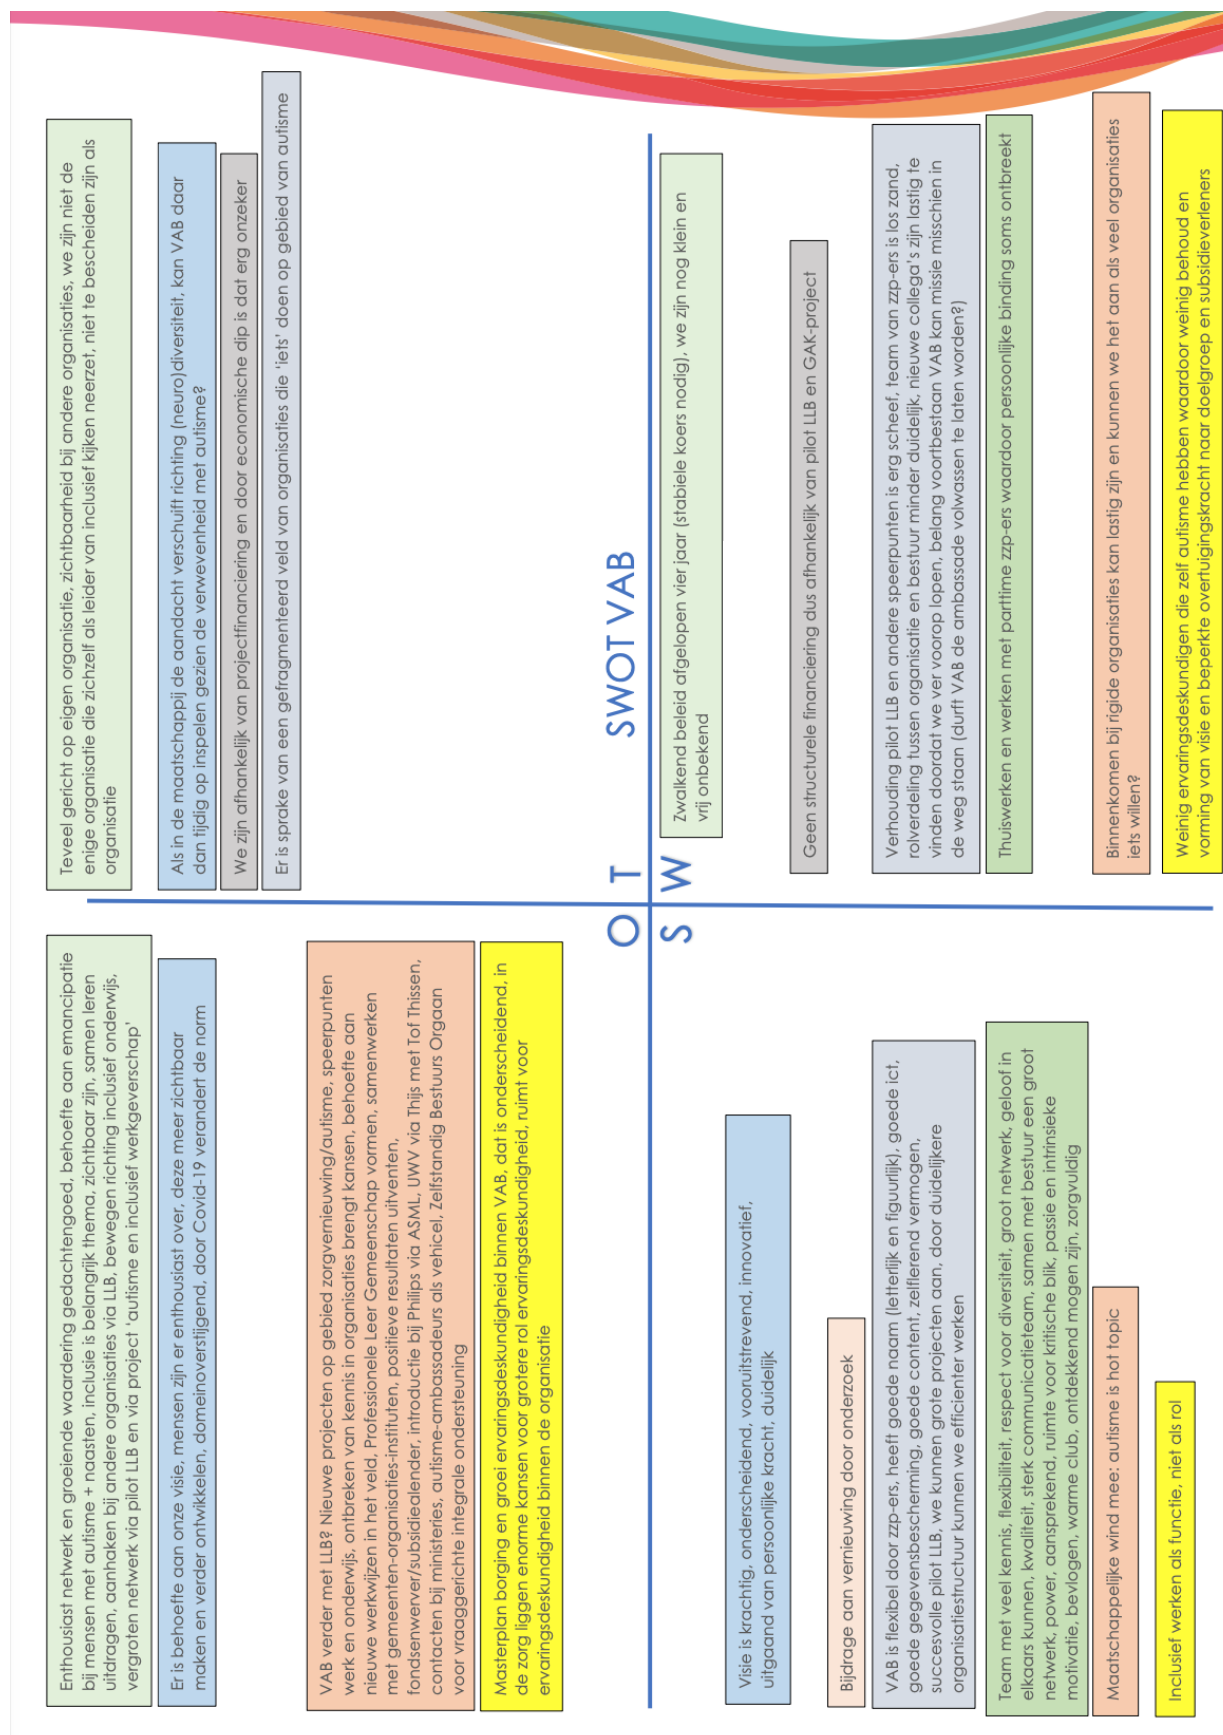 SWOT VAB
Enthousiast netwerk en groeiende waardering gedachtengoed, behoefte aan emancipatie
bij mensen met autisme + naasten, inclusie is belangrijk thema, zichtbaar zijn, samen leren
uitdragen, aanhaken bij andere organisaties via LLB, bewegen richting inclusief onderwijs,
vergroten netwerk via pilot LLB en via project 'autisme en inclusief werkgeverschap'
Er is behoefte aan onze visie, mensen zijn er enthousiast over, deze meer zichtbaar
maken en verder ontwikkelen, domeinoverstijgend, door Covid-19 verandert de norm
VAB verder met LLB? Nieuwe projecten op gebied zorgvernieuwing/autisme, speerpunten
werk en onderwijs, ontbreken van kennis in organisaties brengt kansen, behoefte aan
nieuwe werkwijzen in het veld, Professionele Leer Gemeenschap vormen, samenwerken
met gemeenten-organisaties-instituten, positieve resultaten uitventen,
fondsenwerver/subsidiealender, introductie bij Philips via ASML, UWV via Thijs met Tof Thissen,
contacten bij ministeries, autisme-ambassadeurs als vehicel, Zelfstandig Bestuurs Orgaan
voor vraaggerichte integrale ondersteuning
Masterplan borging en groei ervaringsdeskundigheid binnen VAB, dat is onderscheidend, in
de zorg liggen enorme kansen voor grotere rol ervaringsdeskundigheid, ruimt voor
ervaringsdeskundigheid binnen de organisatie
Teveel gericht op eigen organisatie, zichtbaarheid bij andere organisaties, we zijn niet de
enige organisatie die zichzelf als leider van inclusief kijken neerzet, niet te bescheiden zijn als
organisatie
Als in de maatschappij de aandacht verschuift richting (neuro)diversiteit, kan VAB daar
dan tijdig op inspelen gezien de verwevenheid met autisme?
We zijn afhankelijk van projectfinanciering en door economische dip is dat erg onzeker
Er is sprake van een gefragmenteerd veld van organisaties die 'iets' doen op gebied van autisme
O T
S W
Visie is krachtig, onderscheidend, vooruitstrevend, innovatief,
uitgaand van persoonlijke kracht, duidelijk
Bijdrage aan vernieuwing door onderzoek
VAB is flexibel door zzp-ers, heeft goede naam (letterlijk en figuurlijk), goede ict,
goede gegevensbescherming, goede content, zelflerend vermogen,
succesvolle pilot LLB, we kunnen grote projecten aan, door duidelijkere
organisatiestructuur kunnen we efficienter werken
Team met veel kennis, flexibiliteit, respect voor diversiteit, groot netwerk, geloof in
elkaars kunnen, kwaliteit, sterk communicatieteam, samen met bestuur een groot
netwerk, power, aansprekend, ruimte voor kritische blik, passie en intrinsieke
motivatie, bevlogen, warme club, ontdekkend mogen zijn, zorgvuldig
Maatschappelijke wind mee: autisme is hot topic
Inclusief werken als functie, niet als rol
Zwalkend beleid afgelopen vier jaar (stabiele koers nodig), we zijn nog klein en
vrij onbekend
Geen structurele financiering dus afhankelijk van pilot LLB en GAK-project
Verhouding pilot LLB en andere speerpunten is erg scheef, team van zzp-ers is los zand,
rolverdeling tussen organisatie en bestuur minder duidelijk, nieuwe collega's zijn lastig te
vinden doordat we ver voorop lopen, belang voortbestaan VAB kan missie misschien in
de weg staan (durft VAB de ambassade volwassen te laten worden?)
Thuiswerken en werken met parttime zzp-ers waardoor persoonlijke binding soms ontbreekt
Binnenkomen bij rigide organisaties kan lastig zijn en kunnen we het aan als veel organisaties
iets willen?
Weinig ervaringsdeskundigen die zelf autisme hebben waardoor weinig behoud en
vorming van visie en beperkte overtuigingskracht naar doelgroep en subsidieverleners